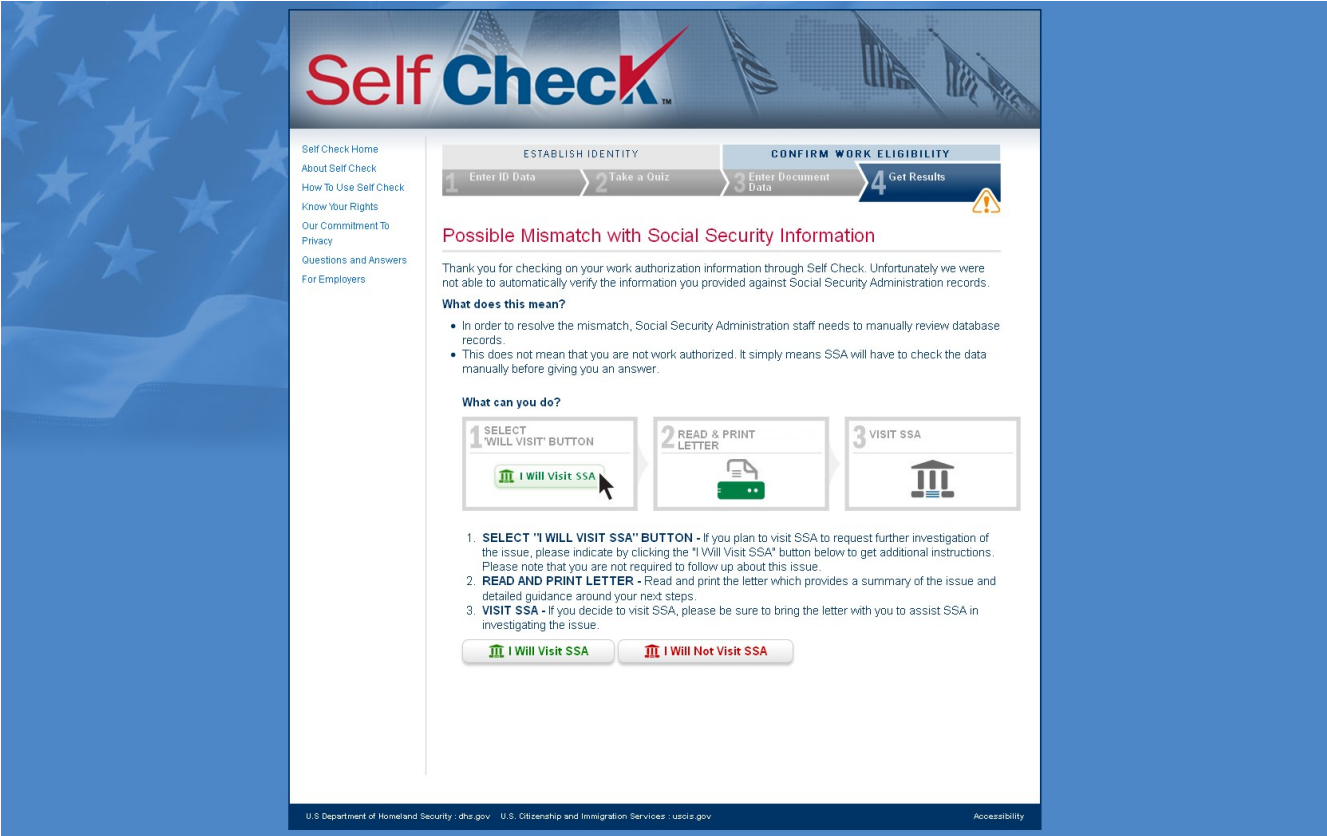 Self Check™
Self Check Home
About Self Check
How To Use Self Check
Know Your Rights
Our Commitment To
Privacy
Questions and Answers
For Employers
ESTABLISH IDENTITY
CONFIRM WORK ELIGIBILITY
1 Enter ID Data
2 Take a Quiz
3 Enter Document
Data
4 Get Results
Possible Mismatch with Social Security Information
Thank you for checking on your work authorization information through Self Check. Unfortunately we were
not able to automatically verify the information you provided against Social Security Administration records.
What does this mean?
• In order to resolve the mismatch, Social Security Administration staff needs to manually review database
records.
• This does not mean that you are not work authorized. It simply means SSA will have to check the data
manually before giving you an answer.
What can you do?
1 SELECT
'WILL VISIT' BUTTON
I Will Visit SSA
2 READ & PRINT
LETTER
3 VISIT SSA
1. SELECT "I WILL VISIT SSA" BUTTON - If you plan to visit SSA to request further investigation of
the issue, please indicate by clicking the "I Will Visit SSA" button below to get additional instructions.
Please note that you are not required to follow up about this issue.
2. READ AND PRINT LETTER - Read and print the letter which provides a summary of the issue and
detailed guidance around your next steps.
3. VISIT SSA - If you decide to visit SSA, please be sure to bring the letter with you to assist SSA in
investigating the issue.
I Will Visit SSA
I Will Not Visit SSA
U.S Department of Homeland Security : dhs.gov U.S. Citizenship and Immigration Services : uscis.gov
Accessibility